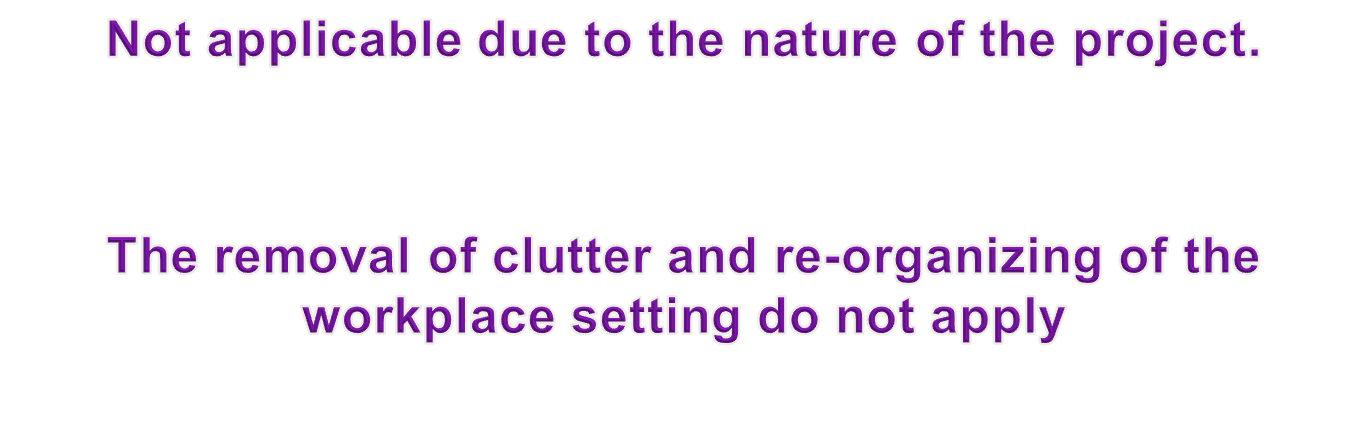 Not applicable due to the nature of the project.
The removal of clutter and re-organizing of the
workplace setting do not apply